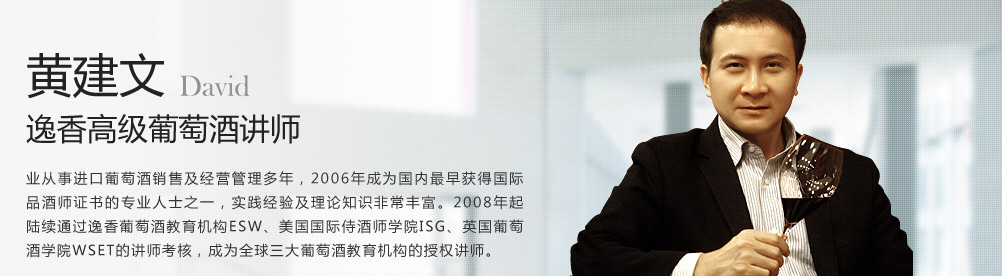 黄建文 David
逸香高级葡萄酒讲师
业从事进口葡萄酒销售及经营管理多年，2006年成为国内最早获得国际
品酒师证书的专业人士之一，实践经验及理论知识非常丰富。2008年起
陆续通过逸香葡萄酒教育机构ESW、美国国际侍酒师学院ISG、英国葡萄
酒学院WSET的讲师考核，成为全球三大葡萄酒教育机构的授权讲师。